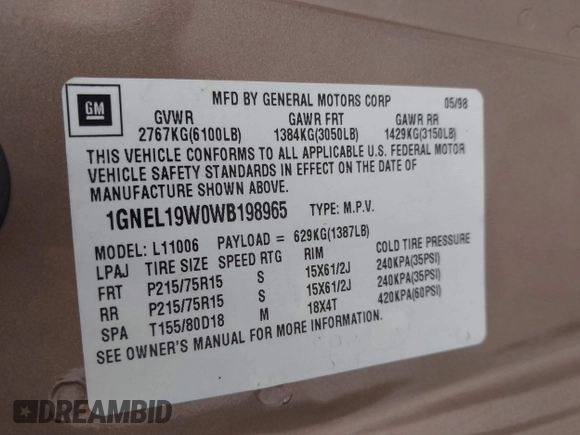 GM
MFD BY GENERAL MOTORS CORP 05/98
GVWR GAWR FRT GAWR RR
2767KG(6100LB) 1384KG(3050LB) 1429KG(3150LB)
THIS VEHICLE CONFORMS TO ALL APPLICABLE U.S. FEDERAL MOTOR
VEHICLE SAFETY STANDARDS IN EFFECT ON THE DATE OF
MANUFACTURE SHOWN ABOVE.
1GNEL19W0WB198965 TYPE: M.P.V.
MODEL: L11006 PAYLOAD = 629KG(1387LB)
LPAJ TIRE SIZE SPEED RTG RIM COLD TIRE PRESSURE
FRT P215/75R15 S 15X61/2J 240KPA(35PSI)
RR P215/75R15 S 15X61/2J 240KPA(35PSI)
SPA T155/80D18 M 18X4T 420KPA(60PSI)
SEE OWNER'S MANUAL FOR MORE INFORMATION.
DREAMBID